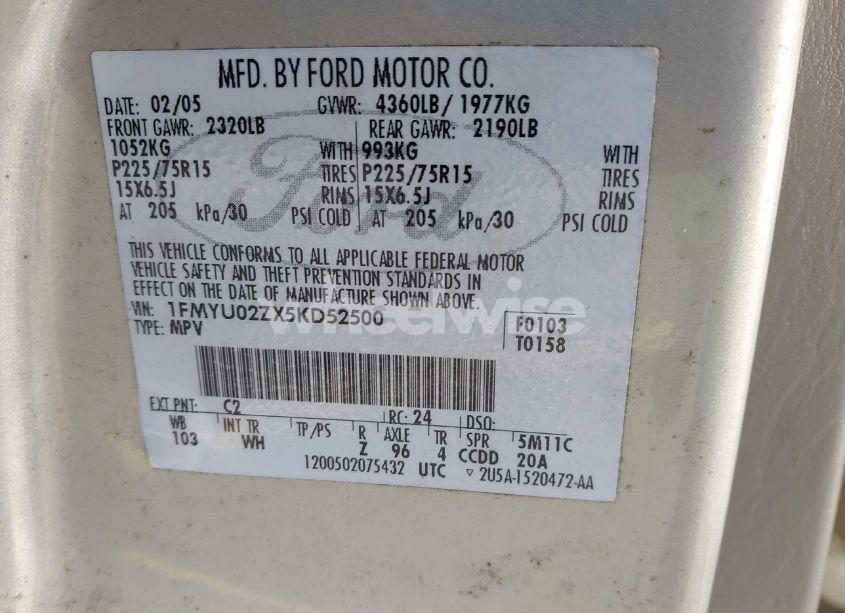 MFD. BY FORD MOTOR CO.
DATE: 02/05 GVWR: 4360LB/ 1977KG
FRONT GAWR: 2320LB REAR GAWR: 2190LB
1052KG WITH 993KG WITH
P225/75R15 TIRES P225/75R15 TIRES
15X6.5J RIMS 15X6.5J RIMS
AT 205 kPa/30 PSI COLD AT 205 kPa/30 PSI COLD
Ford
THIS VEHICLE CONFORMS TO ALL APPLICABLE FEDERAL MOTOR
VEHICLE SAFETY AND THEFT PREVENTION STANDARDS IN
EFFECT ON THE DATE OF MANUFACTURE SHOWN ABOVE.
VIN: 1FMYU02ZX5KD52500 F0103
TYPE: MPV T0158
wheelwise
EXT PNT: C2 RC: 24 DSO:
WB INT TR TP/PS R AXLE TR SPR 5M11C
103 WH Z 96 4 CCDD 20A
1200502075432 UTC ▽ 2U5A-1520472-AA